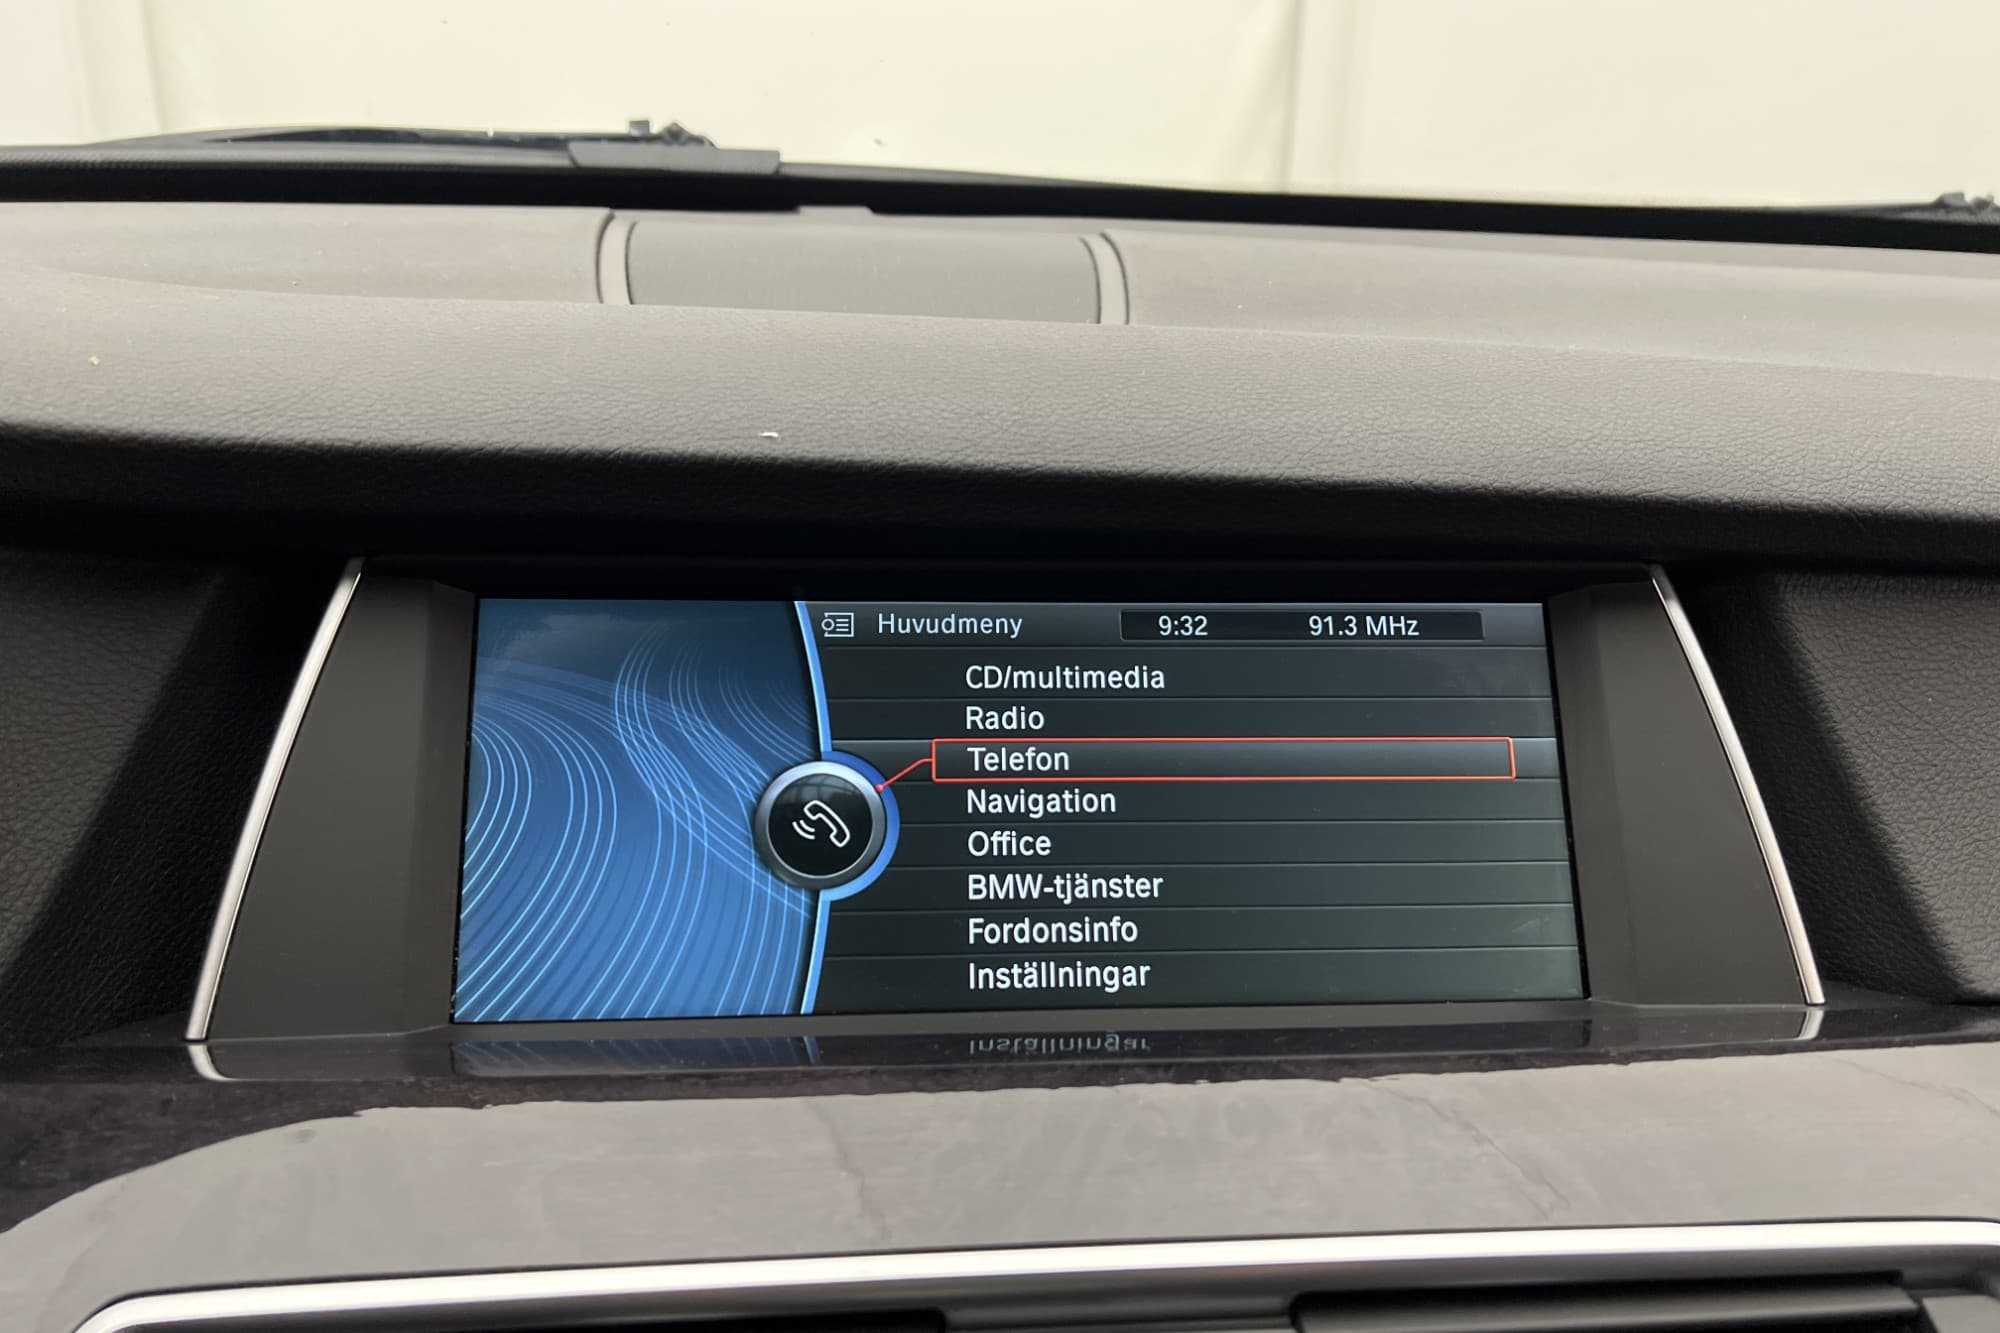 Huvudmeny 9:32 91.3 MHz
CD/multimedia
Radio
Telefon
Navigation
Office
BMW-tjänster
Fordonsinfo
Inställningar